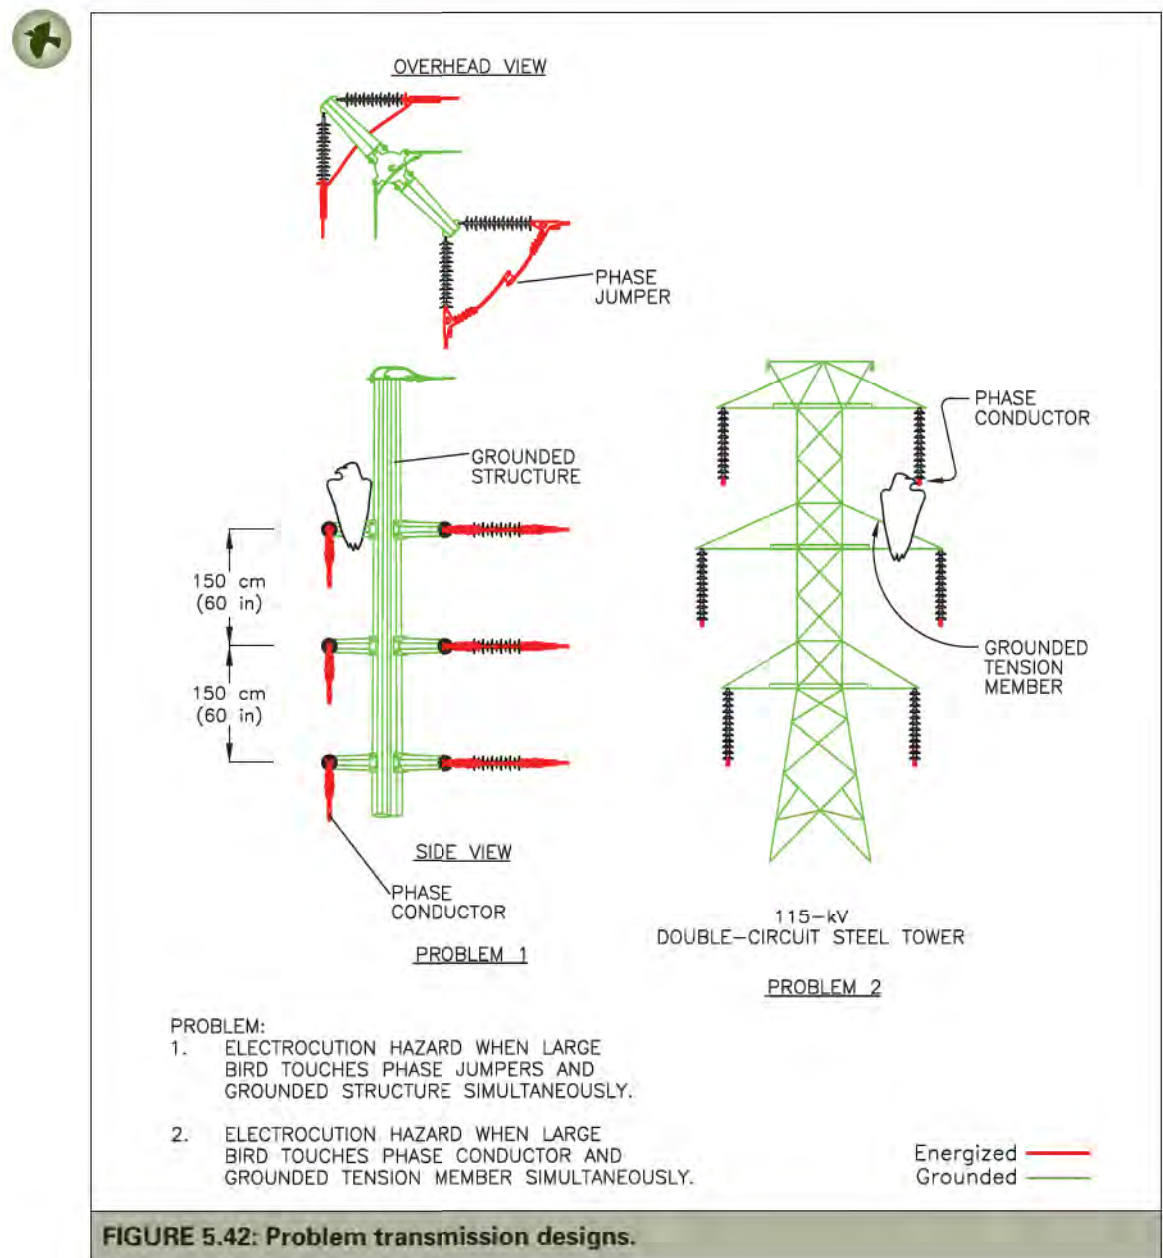 OVERHEAD VIEW
PHASE
JUMPER
GROUNDED
STRUCTURE
150 cm
(60 in)
150 cm
(60 in)
SIDE VIEW
PHASE
CONDUCTOR
PROBLEM 1
PHASE
CONDUCTOR
GROUNDED
TENSION
MEMBER
115-kV
DOUBLE-CIRCUIT STEEL TOWER
PROBLEM 2
PROBLEM:
1. ELECTROCUTION HAZARD WHEN LARGE
BIRD TOUCHES PHASE JUMPERS AND
GROUNDED STRUCTURE SIMULTANEOUSLY.
2. ELECTROCUTION HAZARD WHEN LARGE
BIRD TOUCHES PHASE CONDUCTOR AND
GROUNDED TENSION MEMBER SIMULTANEOUSLY.
Energized
Grounded
FIGURE 5.42: Problem transmission designs.